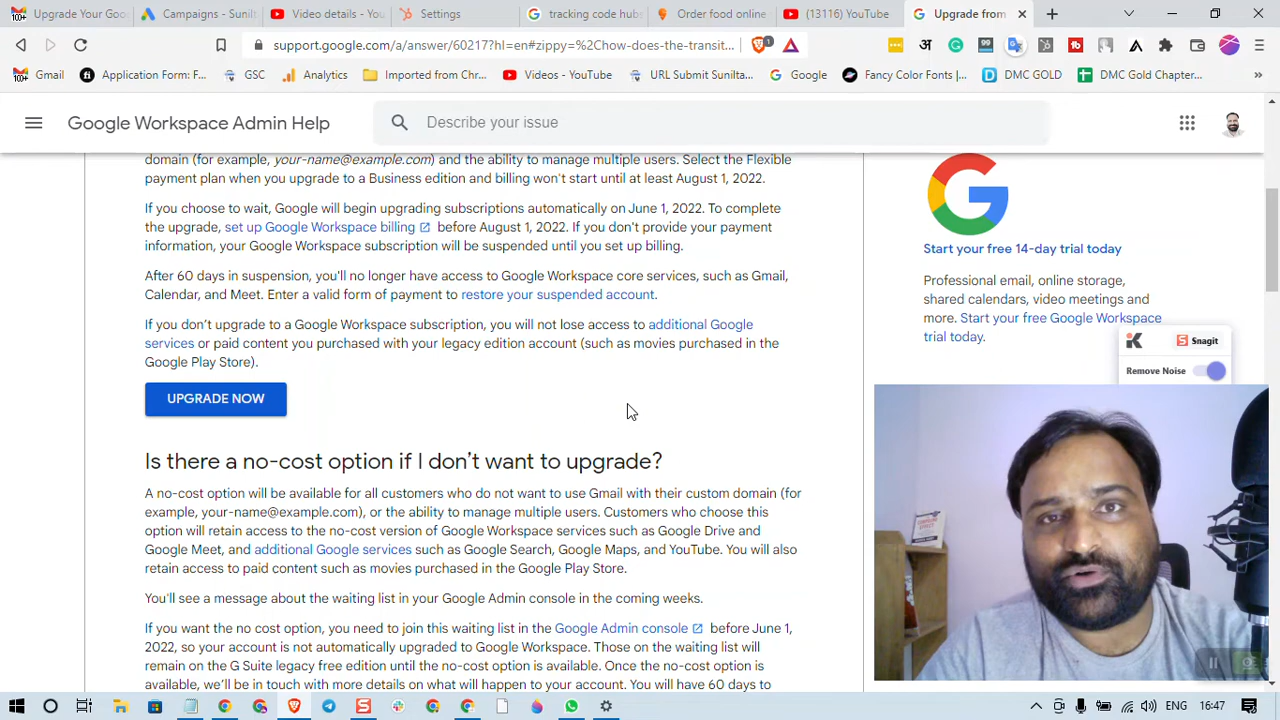 Upgrade Your Goo
Campaigns - Sunilt
Video details - You
Settings
tracking code hubs
Order food online
(13116) YouTube
Upgrade from
support.google.com/a/answer/60217?hl=en#zippy=%2Chow-does-the-transit...
Gmail
Application Form: F...
GSC
Analytics
Imported from Chr...
Videos - YouTube
URL Submit Sunilta...
Google
Fancy Color Fonts |...
DMC GOLD
DMC Gold Chapter...
Google Workspace Admin Help
Describe your issue
domain (for example, your-name@example.com) and the ability to manage multiple users. Select the Flexible
payment plan when you upgrade to a Business edition and billing won't start until at least August 1, 2022.
If you choose to wait, Google will begin upgrading subscriptions automatically on June 1, 2022. To complete
the upgrade, set up Google Workspace billing before August 1, 2022. If you don't provide your payment
information, your Google Workspace subscription will be suspended until you set up billing.
After 60 days in suspension, you'll no longer have access to Google Workspace core services, such as Gmail,
Calendar, and Meet. Enter a valid form of payment to restore your suspended account.
If you don't upgrade to a Google Workspace subscription, you will not lose access to additional Google
services or paid content you purchased with your legacy edition account (such as movies purchased in the
Google Play Store).
UPGRADE NOW
Is there a no-cost option if I don't want to upgrade?
A no-cost option will be available for all customers who do not want to use Gmail with their custom domain (for
example, your-name@example.com), or the ability to manage multiple users. Customers who choose this
option will retain access to the no-cost version of Google Workspace services such as Google Drive and
Google Meet, and additional Google services such as Google Search, Google Maps, and YouTube. You will also
retain access to paid content such as movies purchased in the Google Play Store.
You'll see a message about the waiting list in your Google Admin console in the coming weeks.
If you want the no cost option, you need to join this waiting list in the Google Admin console before June 1,
2022, so your account is not automatically upgraded to Google Workspace. Those on the waiting list will
remain on the G Suite legacy free edition until the no-cost option is available. Once the no-cost option is
available, we'll be in touch with more details on what will happen to your account. You will have 60 days to
Start your free 14-day trial today
Professional email, online storage,
shared calendars, video meetings and
more. Start your free Google Workspace
trial today.
Snagit
Remove Noise
ENG
16:47